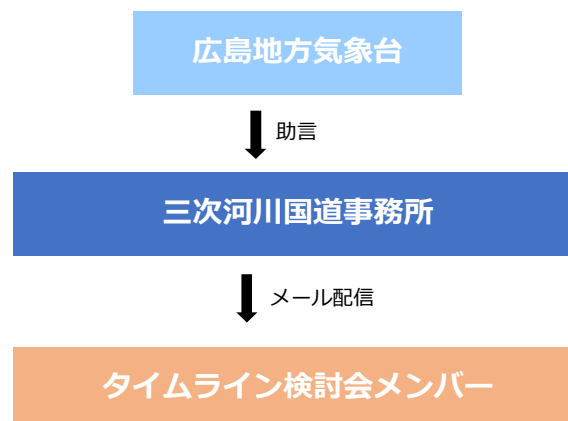 広島地方気象台
助言
三次河川国道事務所
メール配信
タイムライン検討会メンバー